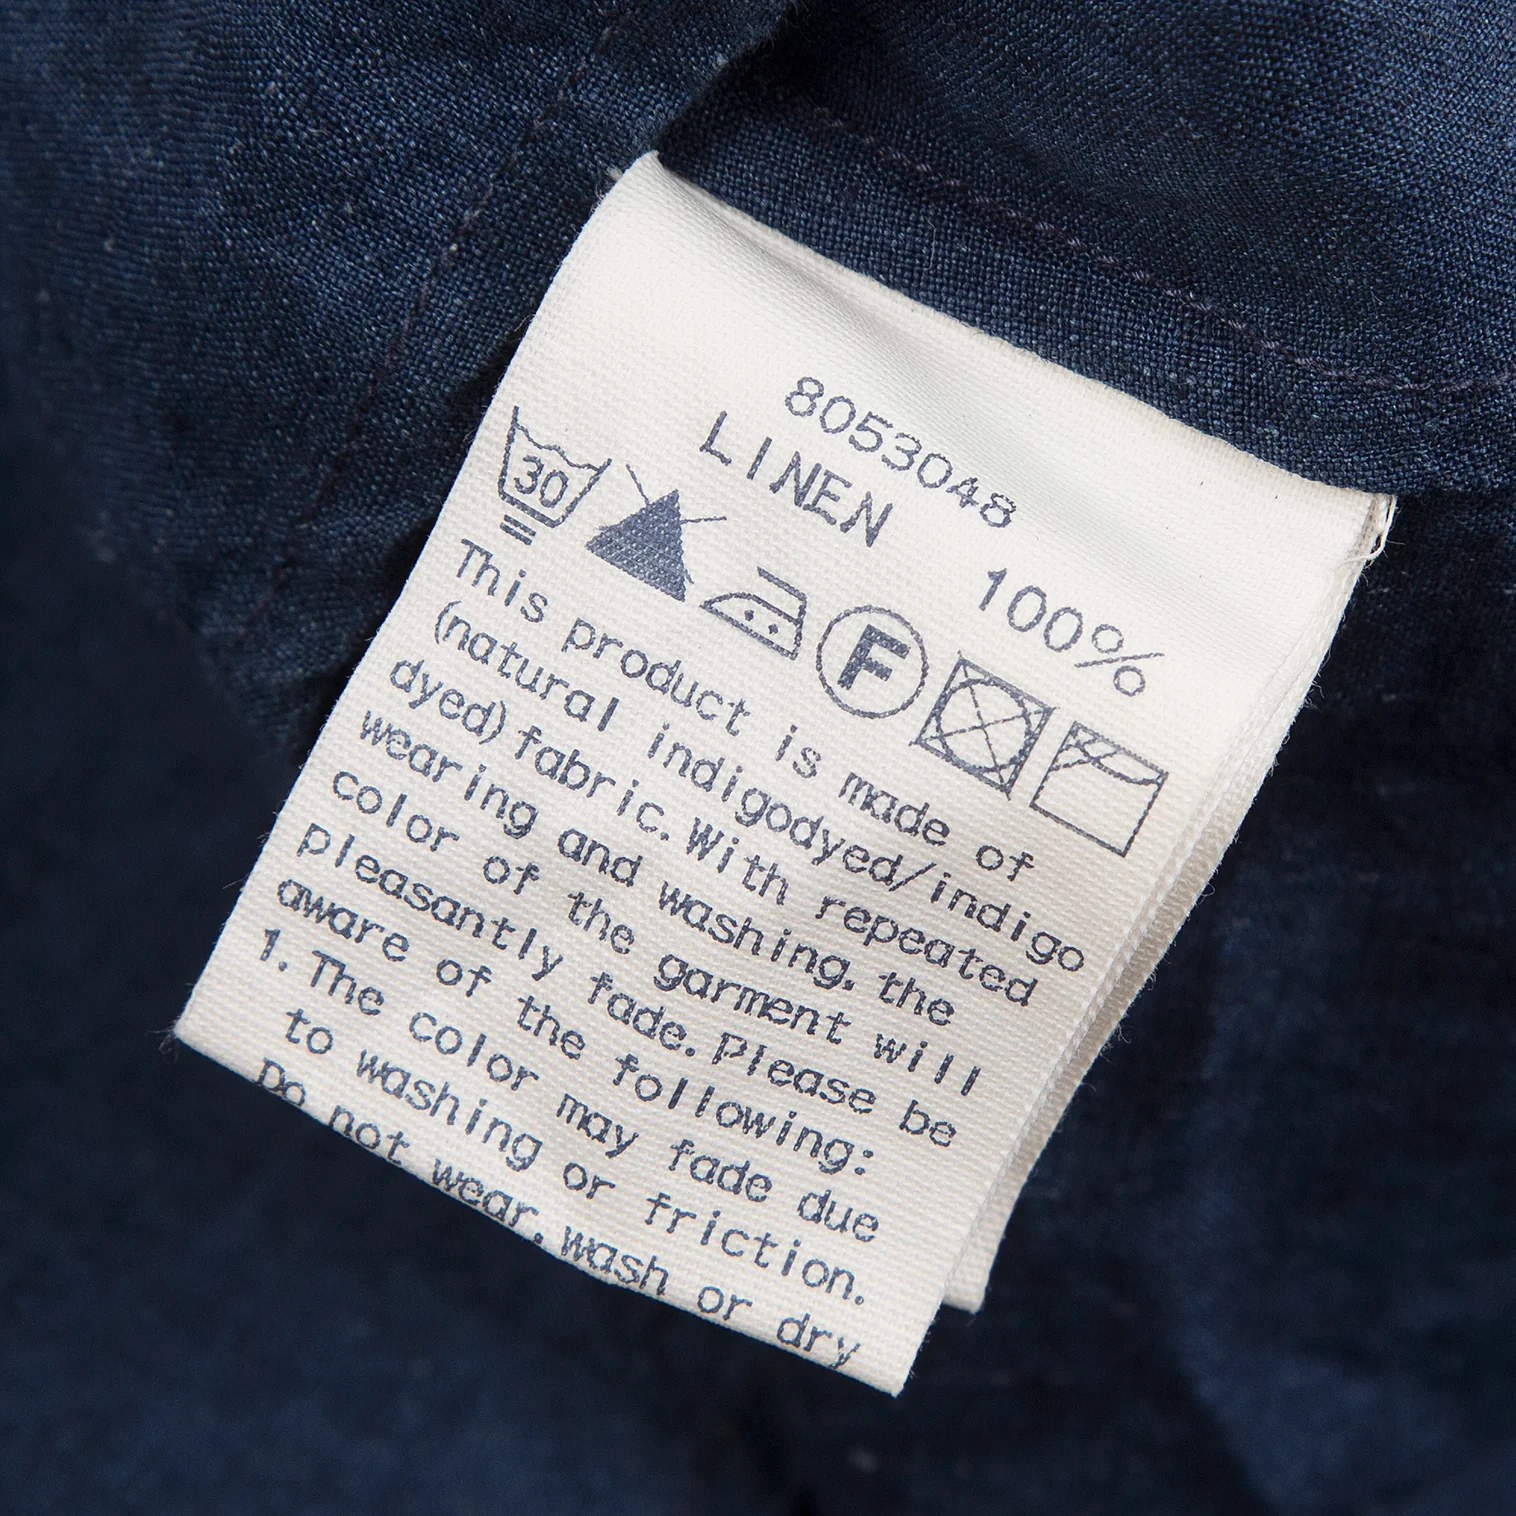 8053048
LINEN 100%
30
F
This product is made of
(natural indigodyed/indigo
dyed) fabric. With repeated
wearing and washing. the
color of the garment will
pleasantly fade. Please be
aware of the following:
1. The color may fade due
to washing or friction.
Do not wear. wash or dry